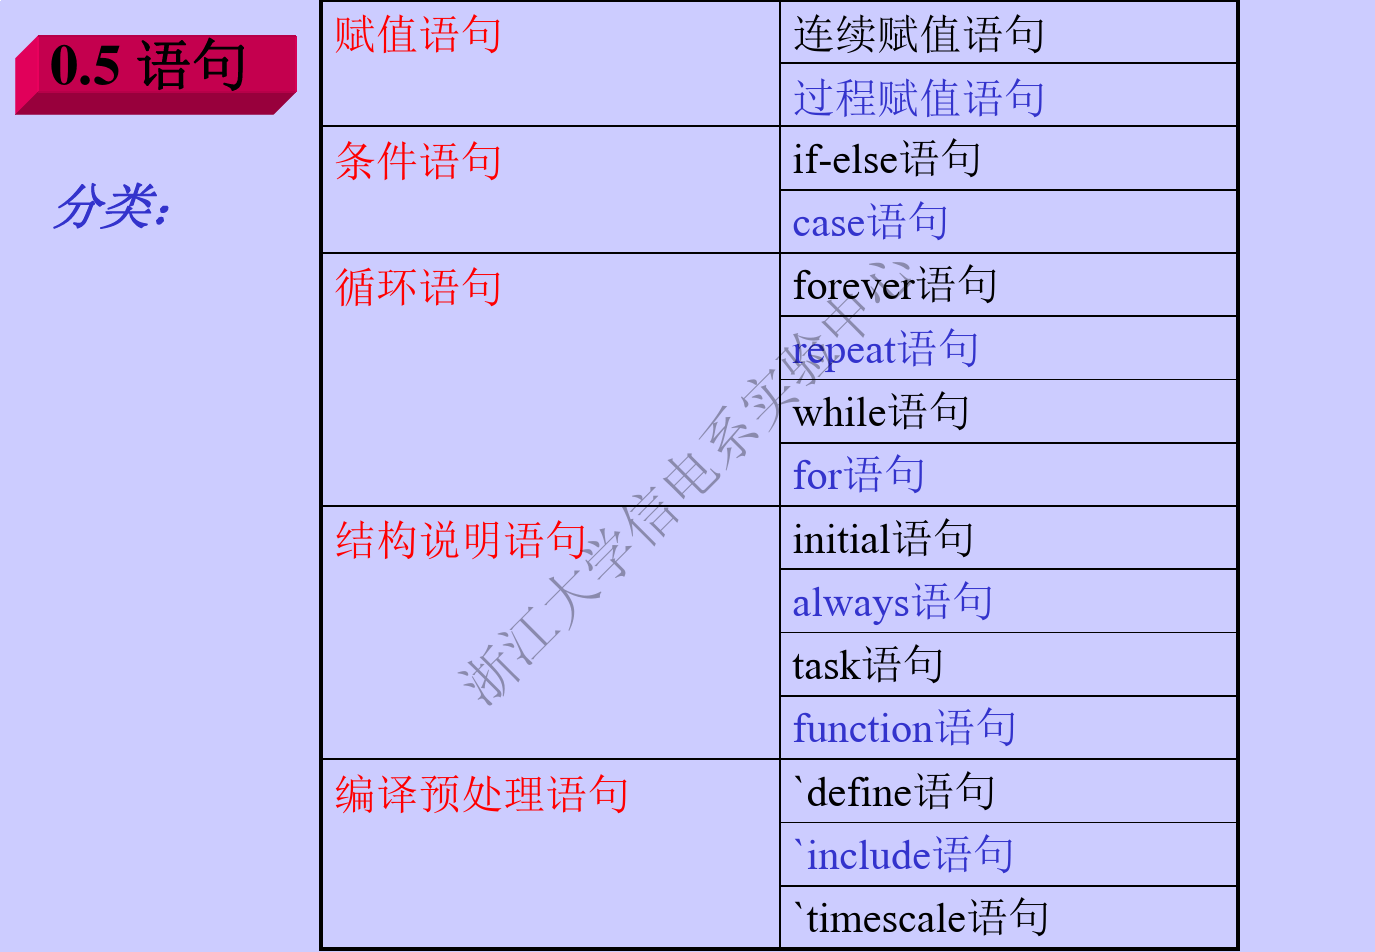 0.5 语句
分类：
赋值语句
连续赋值语句
过程赋值语句
条件语句
if-else语句
case语句
循环语句
forever语句
repeat语句
while语句
for语句
结构说明语句
initial语句
always语句
task语句
function语句
编译预处理语句
`define语句
`include语句
`timescale语句
浙江大学信电系实验中心